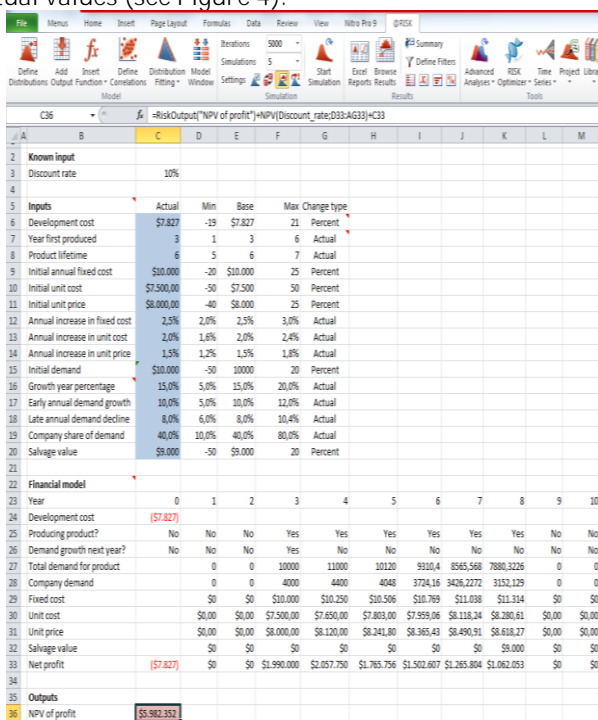 tual values (see Figure 4).
File Menus Home Insert Page Layout Formulas Data Review View Nitro Pro 9 @RISK
Define Distributions Add Output Insert Function Define Correlations Distribution Fitting Model Window Iterations 5000 Simulations 5 Settings Start Simulation Excel Reports Browse Results Summary Define Filters Advanced Analyses RISK Optimizer Time Series Project Libra
Model Simulation Results Tools
C36 fx =RiskOutput("NPV of profit")+NPV(Discount_rate;D33:AG33)+C33
A B C D E F G H I J K L M
2 Known input
3 Discount rate 10%
4
5 Inputs Actual Min Base Max Change type
6 Development cost $7.827 -19 $7.827 21 Percent
7 Year first produced 3 1 3 6 Actual
8 Product lifetime 6 5 6 7 Actual
9 Initial annual fixed cost $10.000 -20 $10.000 25 Percent
10 Initial unit cost $7.500,00 -50 $7.500 50 Percent
11 Initial unit price $8.000,00 -40 $8.000 25 Percent
12 Annual increase in fixed cost 2,5% 2,0% 2,5% 3,0% Actual
13 Annual increase in unit cost 2,0% 1,6% 2,0% 2,4% Actual
14 Annual increase in unit price 1,5% 1,2% 1,5% 1,8% Actual
15 Initial demand $10.000 -50 10000 20 Percent
16 Growth year percentage 15,0% 5,0% 15,0% 20,0% Actual
17 Early annual demand growth 10,0% 5,0% 10,0% 12,0% Actual
18 Late annual demand decline 8,0% 6,0% 8,0% 10,4% Actual
19 Company share of demand 40,0% 10,0% 40,0% 80,0% Actual
20 Salvage value $9.000 -50 $9.000 20 Percent
21
22 Financial model
23 Year 0 1 2 3 4 5 6 7 8 9 10
24 Development cost ($7.827)
25 Producing product? No No No Yes Yes Yes Yes Yes Yes No No
26 Demand growth next year? No No No Yes No No No No No No No
27 Total demand for product 0 0 10000 11000 10120 9310,4 8565,568 7880,3226 0 0
28 Company demand 0 0 4000 4400 4048 3724,16 3426,2272 3152,129 0 0
29 Fixed cost $0 $0 $10.000 $10.250 $10.506 $10.769 $11.038 $11.314 $0 $0
30 Unit cost $0,00 $0,00 $7.500,00 $7.650,00 $7.803,00 $7.959,06 $8.118,24 $8.280,61 $0,00 $0,00
31 Unit price $0,00 $0,00 $8.000,00 $8.120,00 $8.241,80 $8.365,43 $8.490,91 $8.618,27 $0,00 $0,00
32 Salvage value $0 $0 $0 $0 $0 $0 $0 $9.000 $0 $0
33 Net profit ($7.827) $0 $0 $1.990.000 $2.057.750 $1.765.756 $1.502.607 $1.265.804 $1.062.053 $0 $0
34
35 Outputs
36 NPV of profit $5.982.352